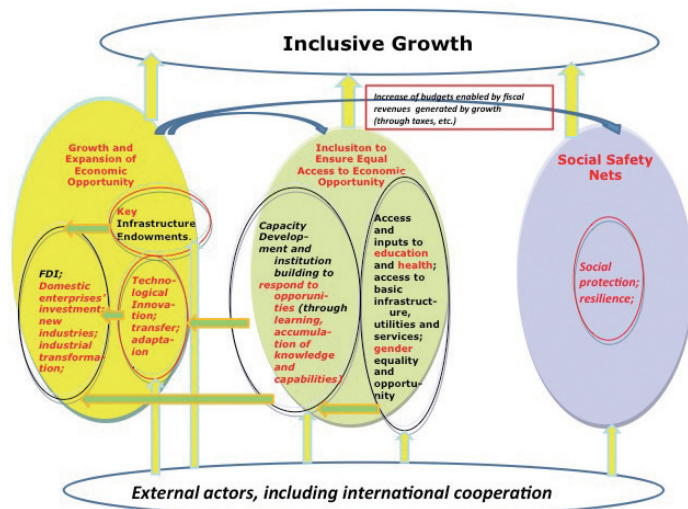 Inclusive Growth
Increase of budgets enabled by fiscal
revenues generated by growth
(through taxes, etc.)
Growth and
Expansion of
Economic
Opportunity
Inclusiton to
Ensure Equal
Access to Economic
Opportunity
Social Safety
Nets
Key
Infrastructure
Endowments.
FDI;
Domestic
enterprises'
investment;
new
industries;
industrial
transforma-
tion;
Techno-
logical
Innova-
tion;
transfer;
adapta-
ion
Capacity
Develop-
ment and
institution
building to
respond to
opporuni-
ties (through
learning,
accumula-
tion of
knowledge
and
capabilities)
Access
and
inputs to
education
and health;
access to
basic
infrastruct-
ure,
utilities and
services;
gender
equality and
opportu-
nity
Social
protection;
resilience;
External actors, including international cooperation